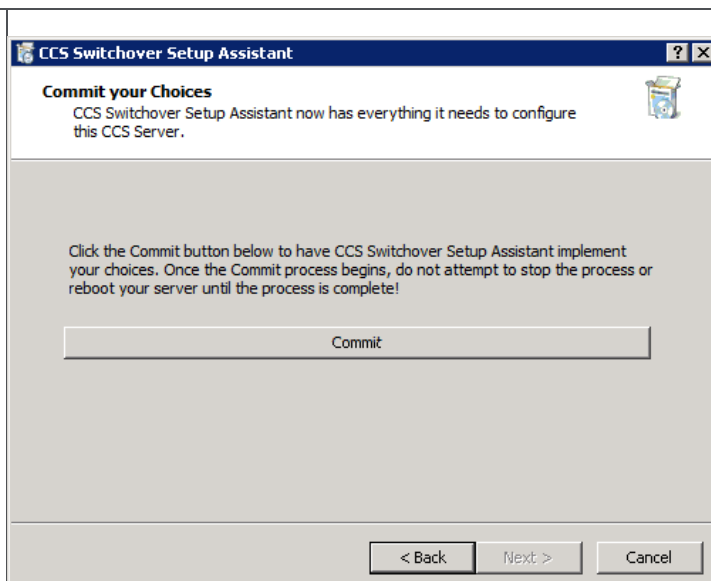 CCS Switchover Setup Assistant
Commit your Choices
CCS Switchover Setup Assistant now has everything it needs to configure
this CCS Server.
Click the Commit button below to have CCS Switchover Setup Assistant implement
your choices. Once the Commit process begins, do not attempt to stop the process or
reboot your server until the process is complete!
Commit
< Back Next > Cancel